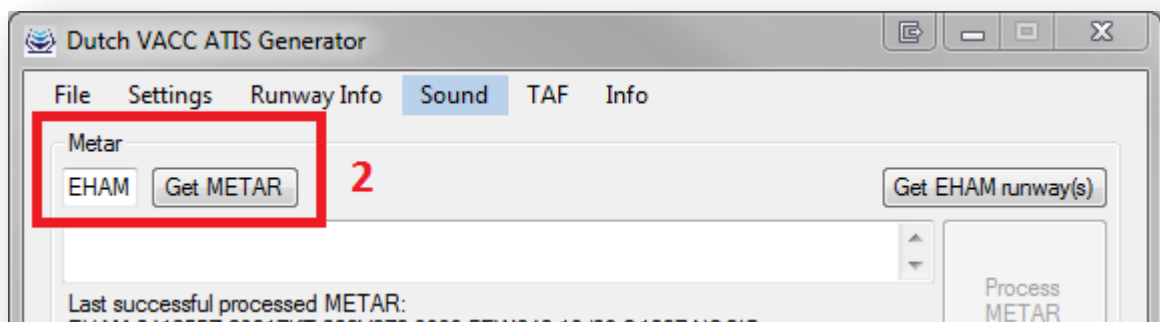 Dutch VACC ATIS Generator
File Settings Runway Info Sound TAF Info
Metar
EHAM Get METAR 2 Get EHAM runway(s)
Process
METAR
Last successful processed METAR: